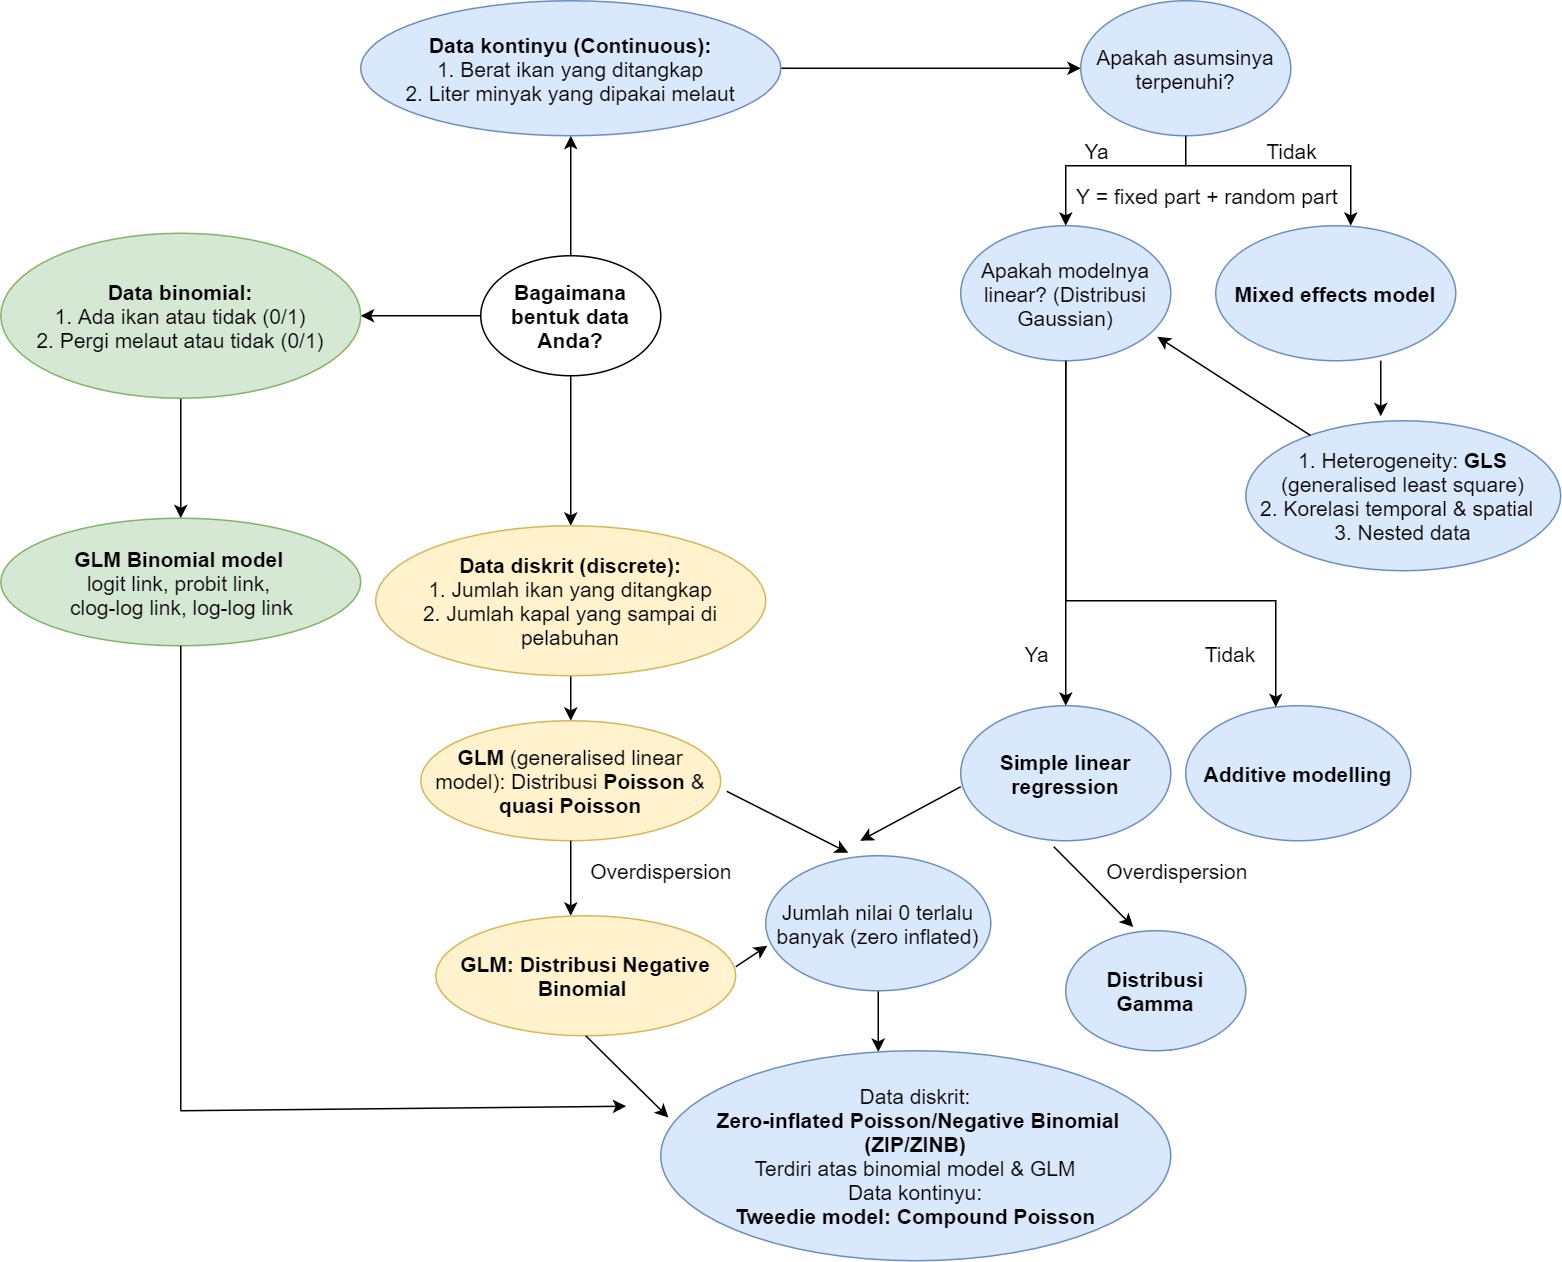 Data kontinyu (Continuous):
1. Berat ikan yang ditangkap
2. Liter minyak yang dipakai melaut
Apakah asumsinya
terpenuhi?
Ya
Tidak
Y = fixed part + random part
Data binomial:
1. Ada ikan atau tidak (0/1)
2. Pergi melaut atau tidak (0/1)
Bagaimana
bentuk data
Anda?
Apakah modelnya
linear? (Distribusi
Gaussian)
Mixed effects model
1. Heterogeneity: GLS
(generalised least square)
2. Korelasi temporal & spatial
3. Nested data
GLM Binomial model
logit link, probit link,
clog-log link, log-log link
Data diskrit (discrete):
1. Jumlah ikan yang ditangkap
2. Jumlah kapal yang sampai di
pelabuhan
Ya
Tidak
GLM (generalised linear
model): Distribusi Poisson &
quasi Poisson
Simple linear
regression
Additive modelling
Overdispersion
Overdispersion
Jumlah nilai 0 terlalu
banyak (zero inflated)
GLM: Distribusi Negative
Binomial
Distribusi
Gamma
Data diskrit:
Zero-inflated Poisson/Negative Binomial
(ZIP/ZINB)
Terdiri atas binomial model & GLM
Data kontinyu:
Tweedie model: Compound Poisson